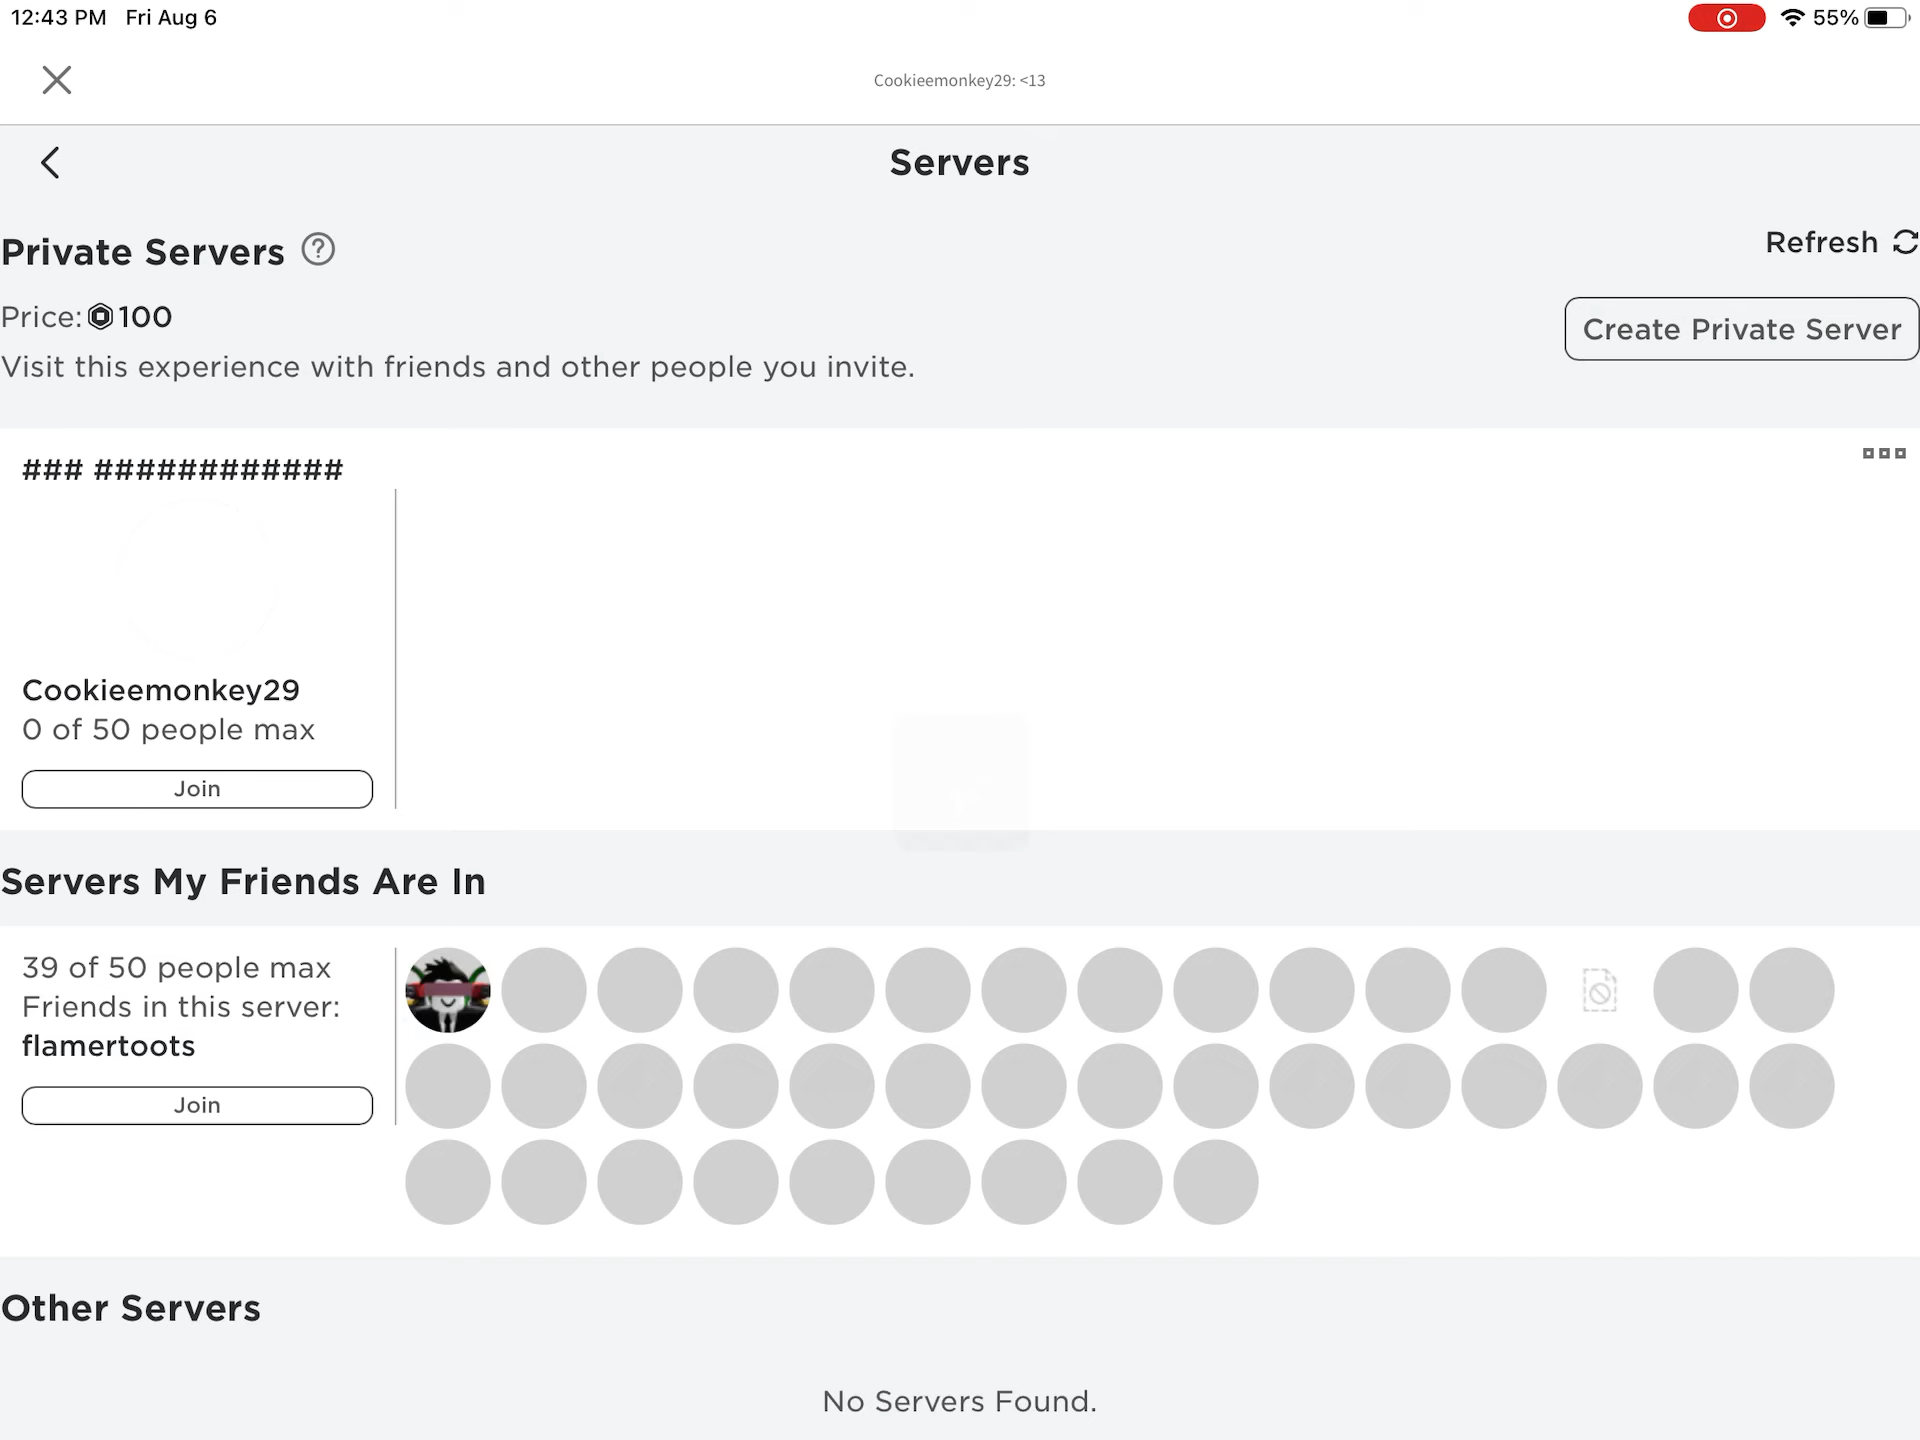 12:43 PM Fri Aug 6
55%
Cookieemonkey29: <13
Servers
Private Servers
Refresh
Price: 100
Create Private Server
Visit this experience with friends and other people you invite.
### ############
Cookieemonkey29
0 of 50 people max
Join
Servers My Friends Are In
39 of 50 people max
Friends in this server:
flamertoots
Join
Other Servers
No Servers Found.